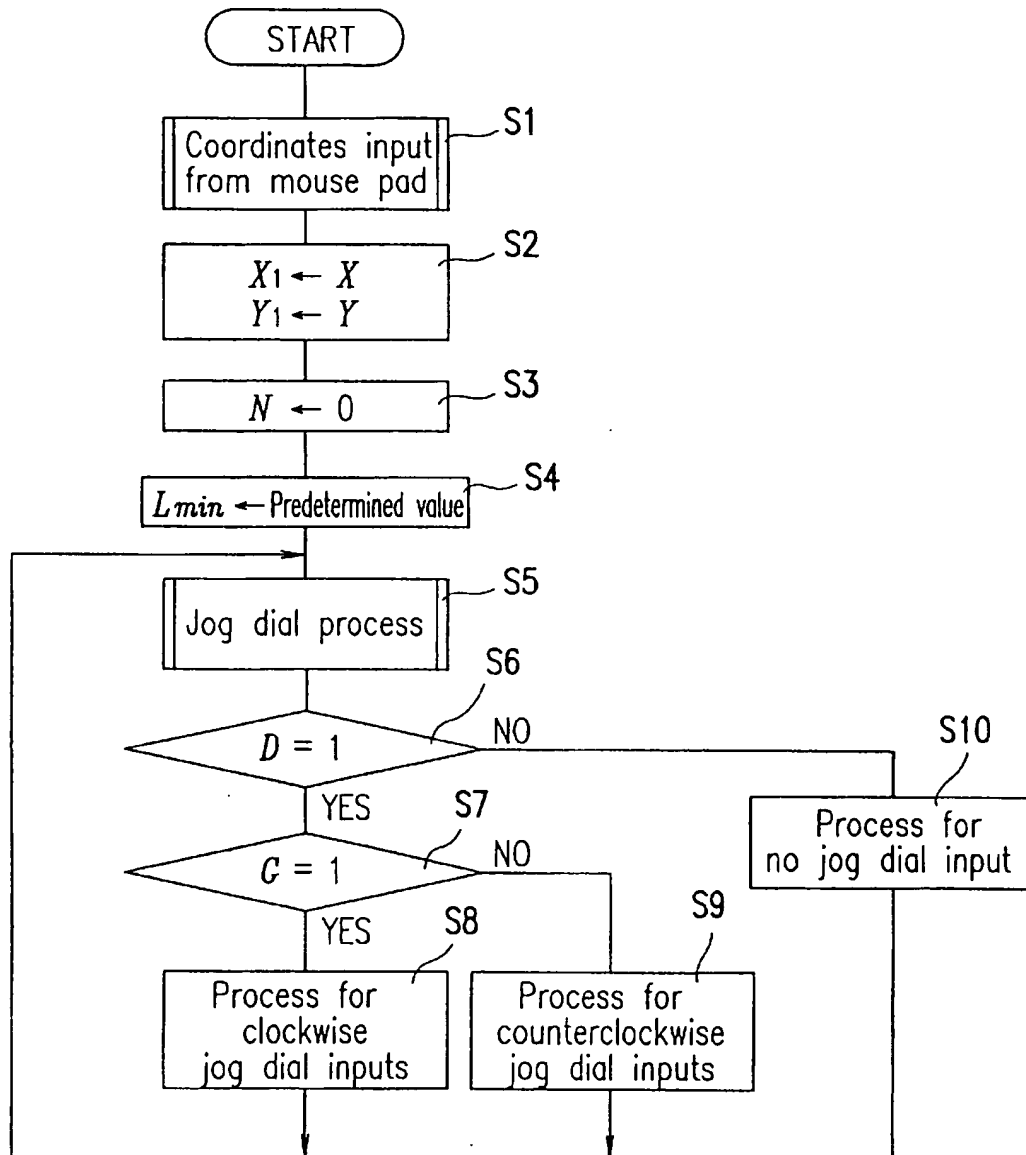 START
S1
Coordinates input
from mouse pad
S2
X1 ← X
Y1 ← Y
S3
N ← 0
S4
Lmin ← Predetermined value
S5
Jog dial process
S6
D = 1
NO
YES
S10
Process for
no jog dial input
S7
G = 1
NO
YES
S8
Process for
clockwise
jog dial inputs
S9
Process for
counterclockwise
jog dial inputs